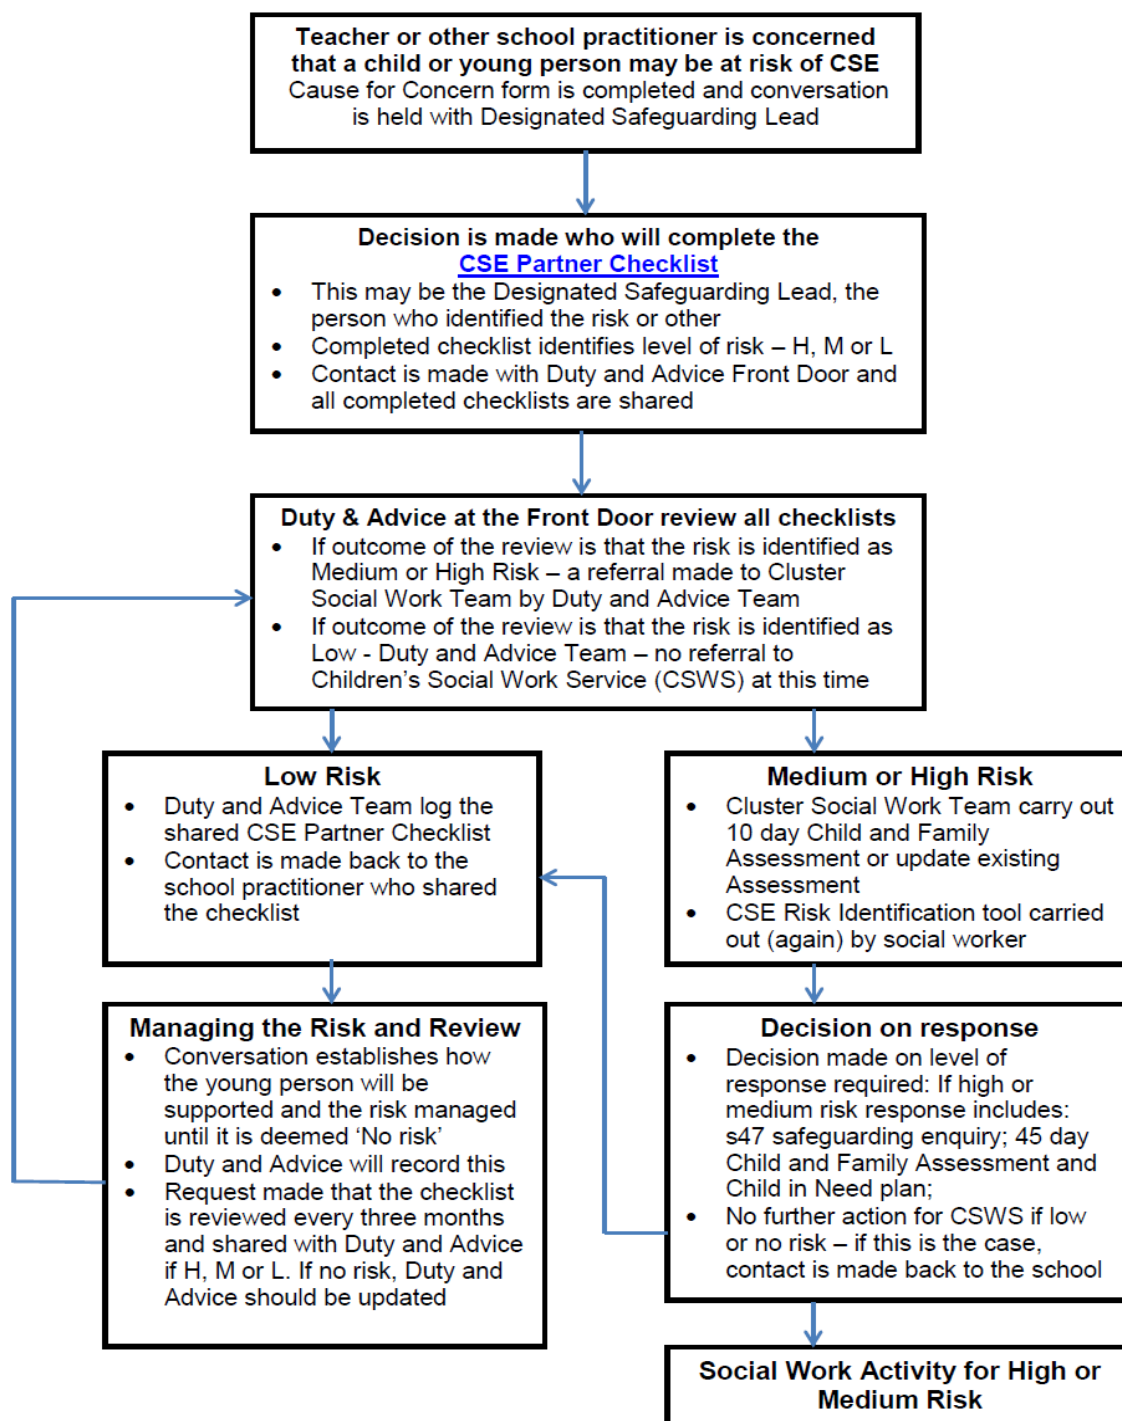 Teacher or other school practitioner is concerned
that a child or young person may be at risk of CSE
Cause for Concern form is completed and conversation
is held with Designated Safeguarding Lead
Decision is made who will complete the
CSE Partner Checklist
• This may be the Designated Safeguarding Lead, the
person who identified the risk or other
• Completed checklist identifies level of risk – H, M or L
• Contact is made with Duty and Advice Front Door and
all completed checklists are shared
Duty & Advice at the Front Door review all checklists
• If outcome of the review is that the risk is identified as
Medium or High Risk – a referral made to Cluster
Social Work Team by Duty and Advice Team
• If outcome of the review is that the risk is identified as
Low - Duty and Advice Team – no referral to
Children’s Social Work Service (CSWS) at this time
Low Risk
• Duty and Advice Team log the
shared CSE Partner Checklist
• Contact is made back to the
school practitioner who shared
the checklist
Medium or High Risk
• Cluster Social Work Team carry out
10 day Child and Family
Assessment or update existing
Assessment
• CSE Risk Identification tool carried
out (again) by social worker
Managing the Risk and Review
• Conversation establishes how
the young person will be
supported and the risk managed
until it is deemed ‘No risk’
• Duty and Advice will record this
• Request made that the checklist
is reviewed every three months
and shared with Duty and Advice
if H, M or L. If no risk, Duty and
Advice should be updated
Decision on response
• Decision made on level of
response required: If high or
medium risk response includes:
s47 safeguarding enquiry; 45 day
Child and Family Assessment and
Child in Need plan;
• No further action for CSWS if low
or no risk – if this is the case,
contact is made back to the school
Social Work Activity for High or
Medium Risk